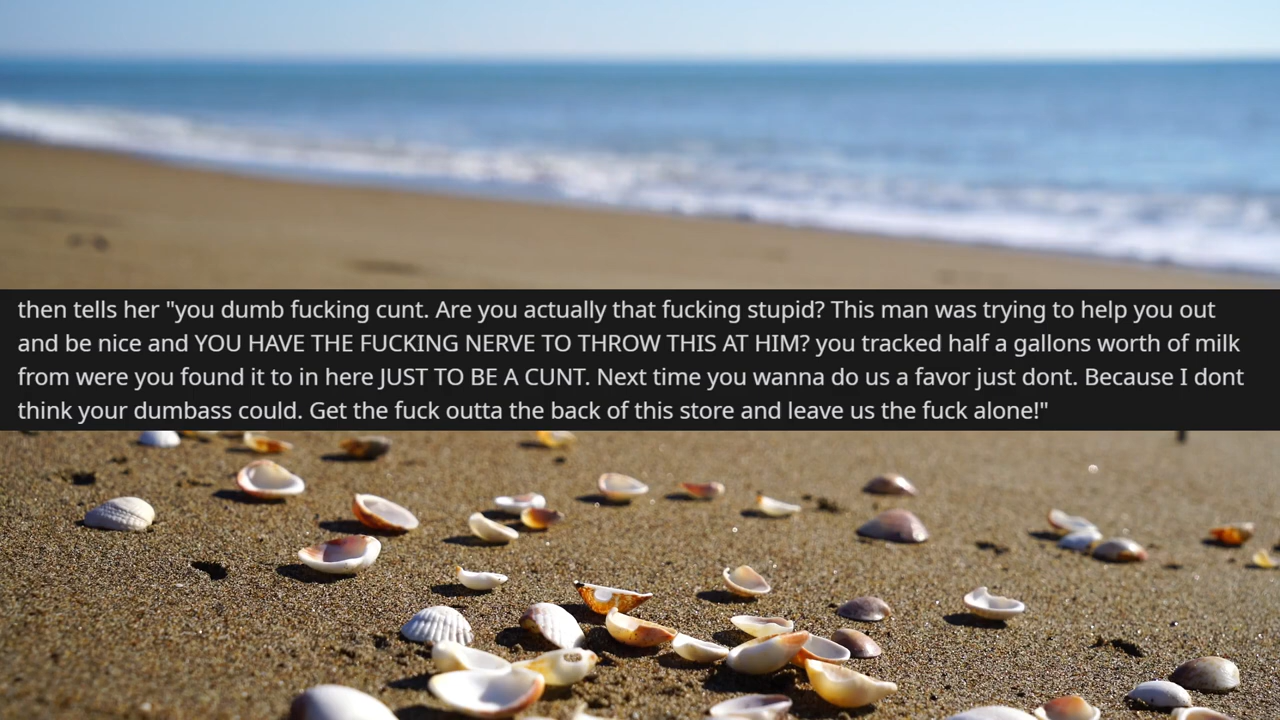 then tells her "you dumb fucking cunt. Are you actually that fucking stupid? This man was trying to help you out
and be nice and YOU HAVE THE FUCKING NERVE TO THROW THIS AT HIM? you tracked half a gallons worth of milk
from were you found it to in here JUST TO BE A CUNT. Next time you wanna do us a favor just dont. Because I dont
think your dumbass could. Get the fuck outta the back of this store and leave us the fuck alone!"